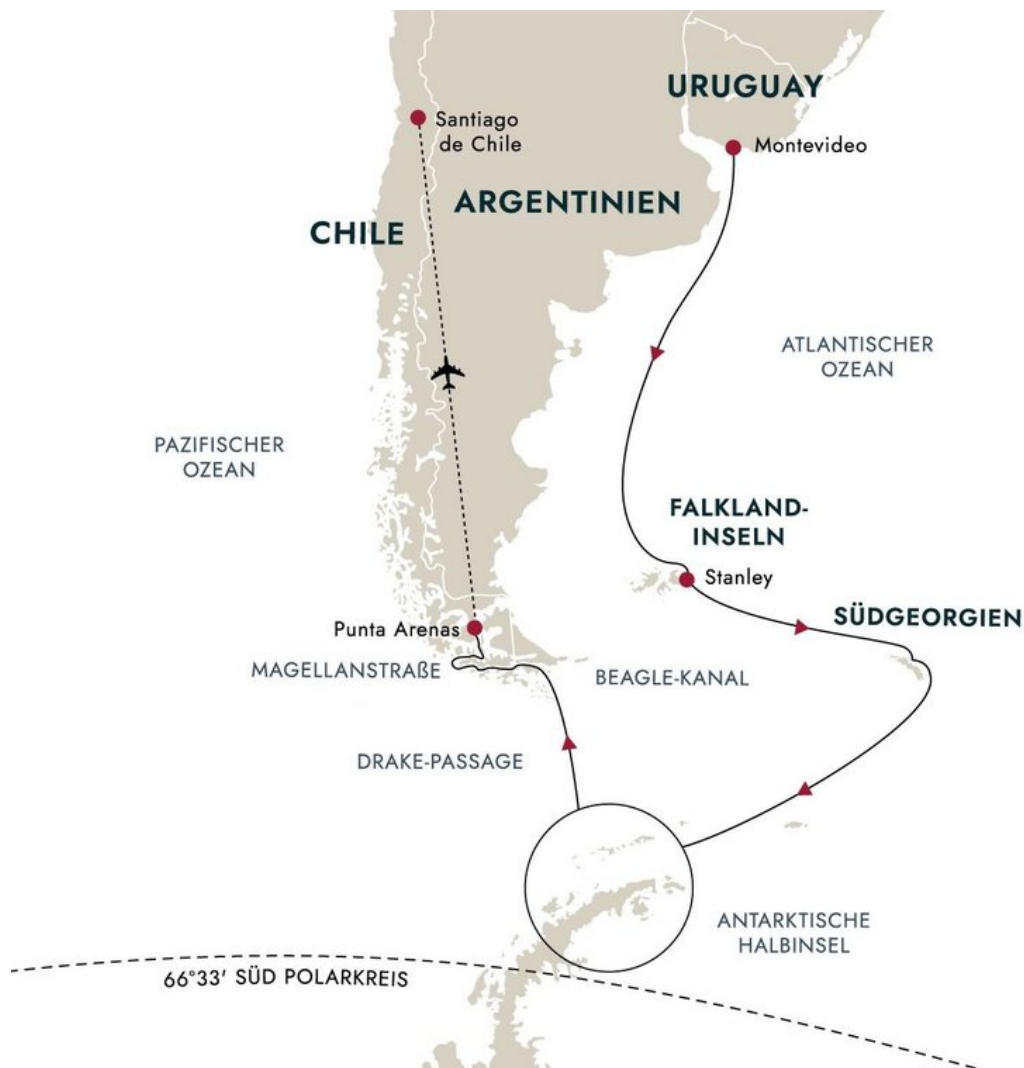 URUGUAY
Santiago
de Chile
Montevideo
ARGENTINIEN
CHILE
ATLANTISCHER
OZEAN
PAZIFISCHER
OZEAN
FALKLAND-
INSELN
Stanley
SÜDGEORGIEN
Punta Arenas
MAGELLANSTRAßE
BEAGLE-KANAL
DRAKE-PASSAGE
ANTARKTISCHE
HALBINSEL
66°33' SÜD POLARKREIS